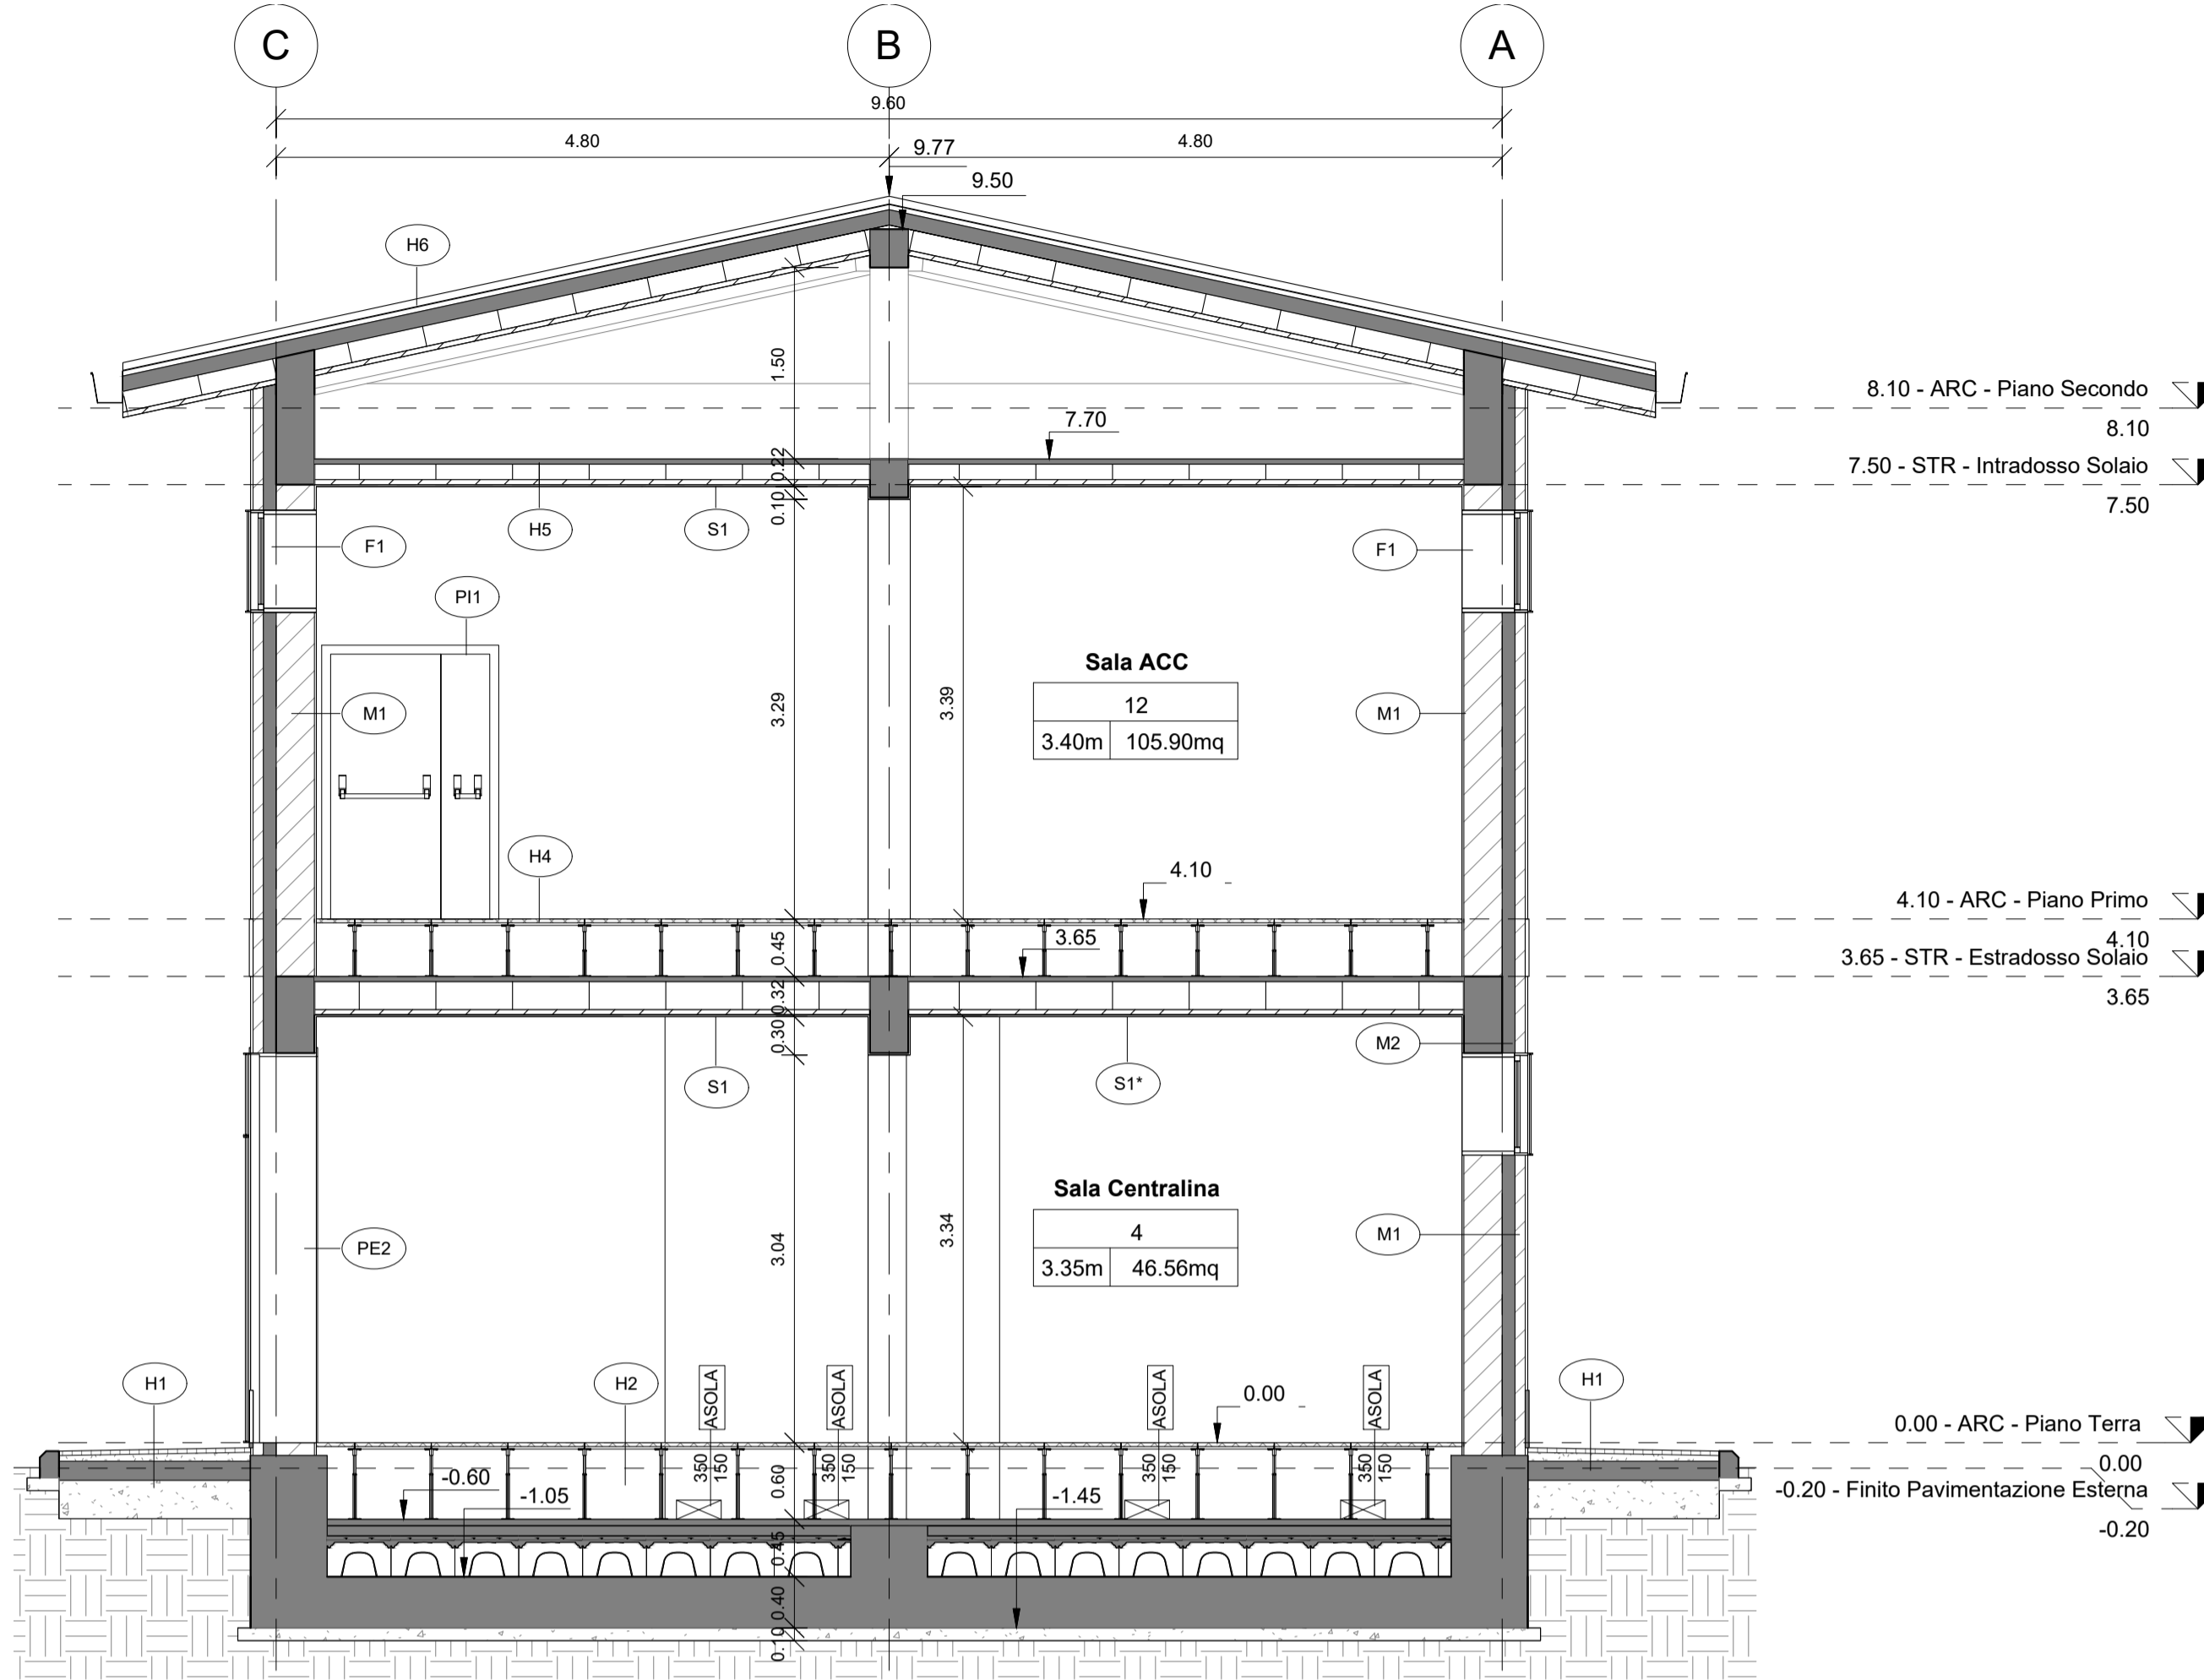 C
B
A
9.60
4.80
4.80
9.77
9.50
H6
1.50
8.10 - ARC - Piano Secondo
8.10
7.70
0.22
7.50 - STR - Intradosso Solaio
7.50
0.10
H5
S1
F1
F1
PI1
Sala ACC
12
3.40m
105.90mq
3.29
3.39
M1
M1
H4
4.10
4.10 - ARC - Piano Primo
4.10
0.45
3.65
3.65 - STR - Estradosso Solaio
3.65
0.32
0.30
M2
S1
S1*
Sala Centralina
4
3.35m
46.56mq
3.04
3.34
M1
PE2
H1
H2
ASOLA
ASOLA
ASOLA
ASOLA
0.00
H1
0.00 - ARC - Piano Terra
0.00
350
150
350
150
350
150
350
150
0.60
-0.60
-1.05
-1.45
-0.20 - Finito Pavimentazione Esterna
-0.20
0.45
0.40
0.10